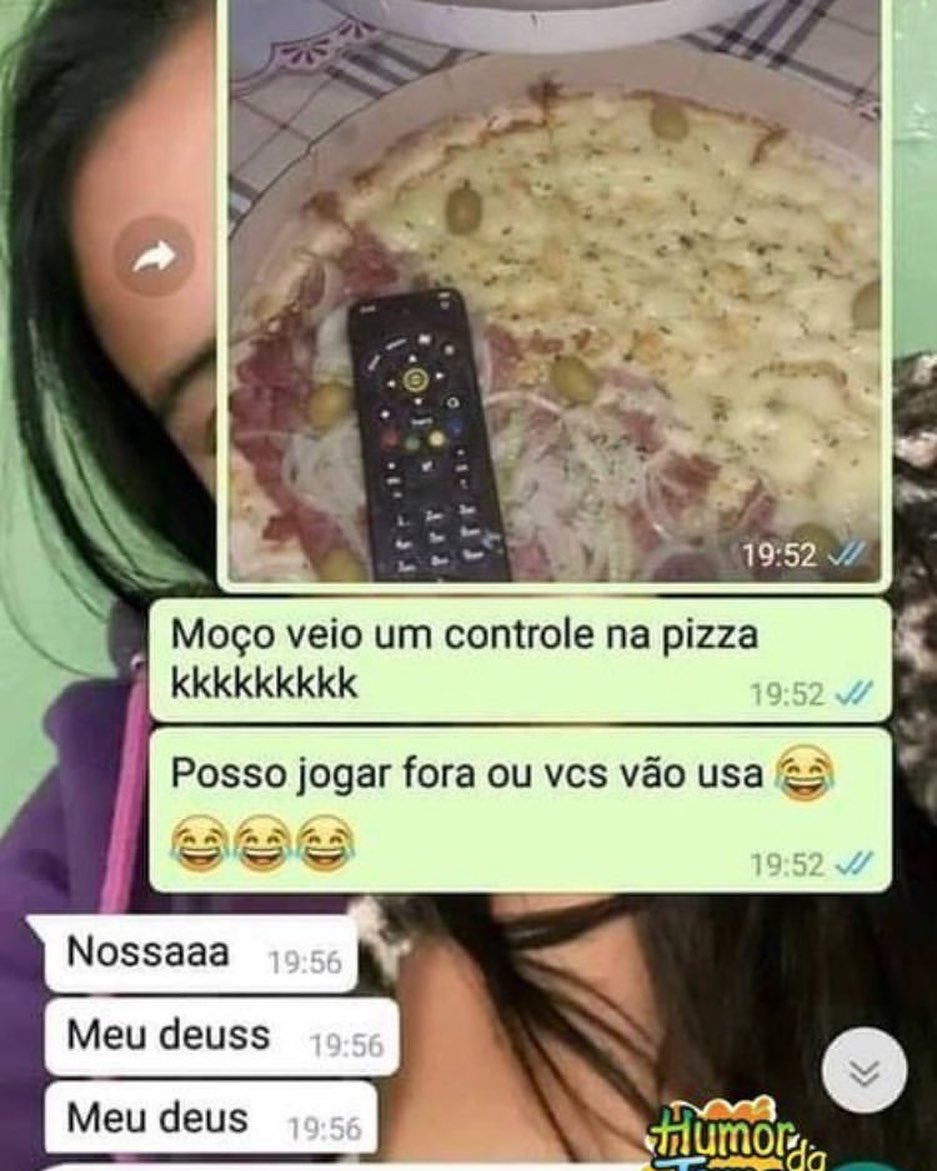 19:52
Moço veio um controle na pizza
kkkkkkkkk
19:52
Posso jogar fora ou vcs vão usa 😂
😂😂😂
19:52
Nossaaa 19:56
Meu deuss 19:56
Meu deus 19:56
Humor
da